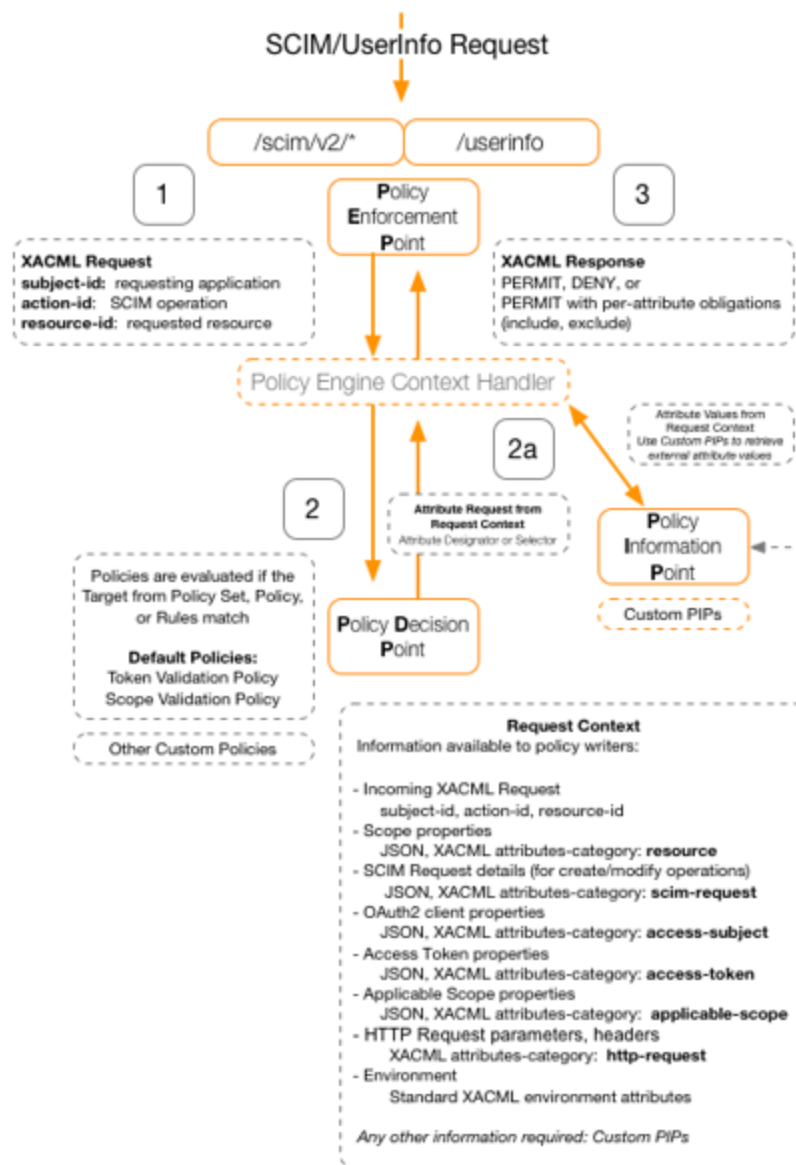 SCIM/UserInfo Request
/scim/v2/*
/userinfo
1
Policy
Enforcement
Point
3
XACML Request
subject-id: requesting application
action-id: SCIM operation
resource-id: requested resource
XACML Response
PERMIT, DENY, or
PERMIT with per-attribute obligations
(include, exclude)
Policy Engine Context Handler
2a
Attribute Values from
Request Context
Use Custom PIPs to retrieve
external attribute values
2
Attribute Request from
Request Context
Attribute Designator or Selector
Policy
Information
Point
Custom PIPs
Policies are evaluated if the
Target from Policy Set, Policy,
or Rules match
Default Policies:
Token Validation Policy
Scope Validation Policy
Other Custom Policies
Policy Decision
Point
Request Context
Information available to policy writers:
- Incoming XACML Request
subject-id, action-id, resource-id
- Scope properties
JSON, XACML attributes-category: resource
- SCIM Request details (for create/modify operations)
JSON, XACML attributes-category: scim-request
- OAuth2 client properties
JSON, XACML attributes-category: access-subject
- Access Token properties
JSON, XACML attributes-category: access-token
- Applicable Scope properties
JSON, XACML attributes-category: applicable-scope
- HTTP Request parameters, headers
XACML attributes-category: http-request
- Environment
Standard XACML environment attributes
Any other information required: Custom PIPs